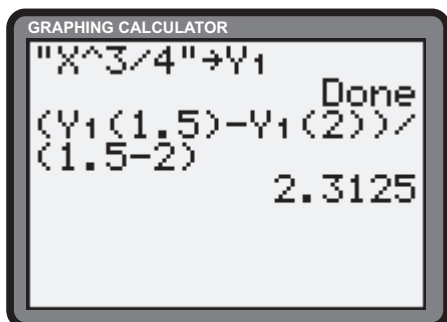 GRAPHING CALCULATOR
"X^3/4"→Y₁
Done
(Y₁(1.5)-Y₁(2))/
(1.5-2)
2.3125